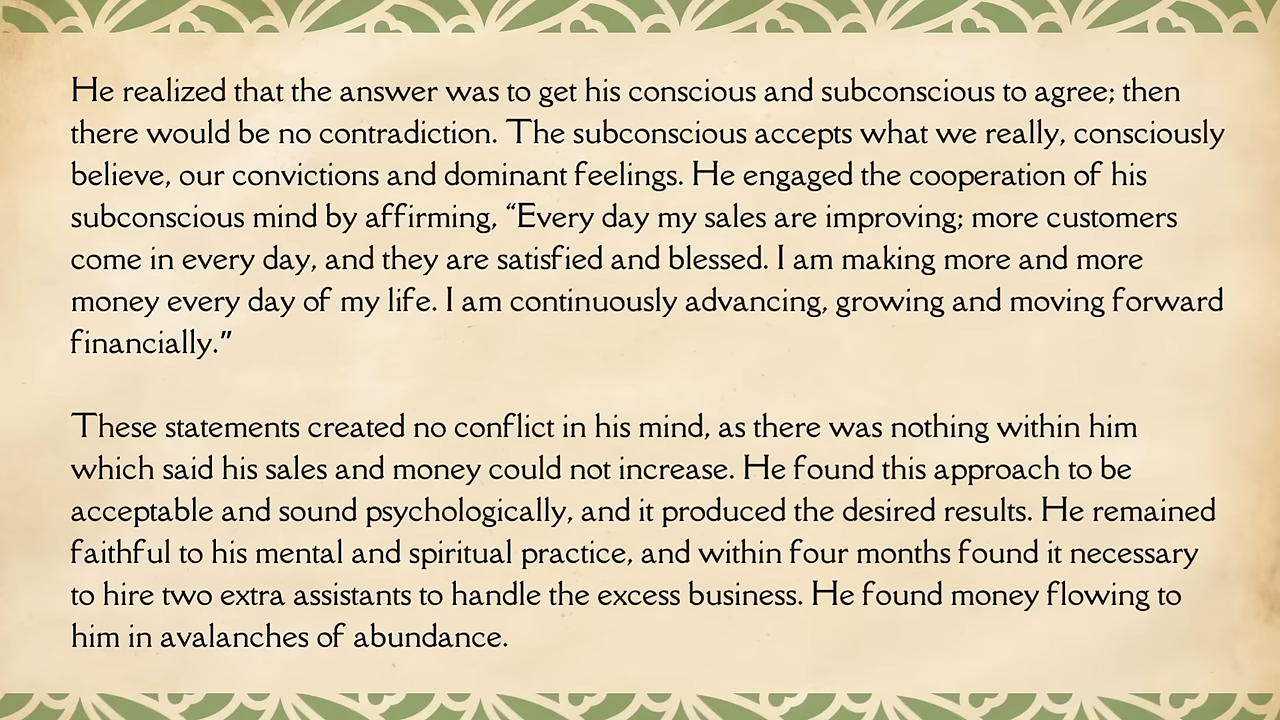 He realized that the answer was to get his conscious and subconscious to agree; then
there would be no contradiction. The subconscious accepts what we really, consciously
believe, our convictions and dominant feelings. He engaged the cooperation of his
subconscious mind by affirming, “Every day my sales are improving; more customers
come in every day, and they are satisfied and blessed. I am making more and more
money every day of my life. I am continuously advancing, growing and moving forward
financially."
These statements created no conflict in his mind, as there was nothing within him
which said his sales and money could not increase. He found this approach to be
acceptable and sound psychologically, and it produced the desired results. He remained
faithful to his mental and spiritual practice, and within four months found it necessary
to hire two extra assistants to handle the excess business. He found money flowing to
him in avalanches of abundance.